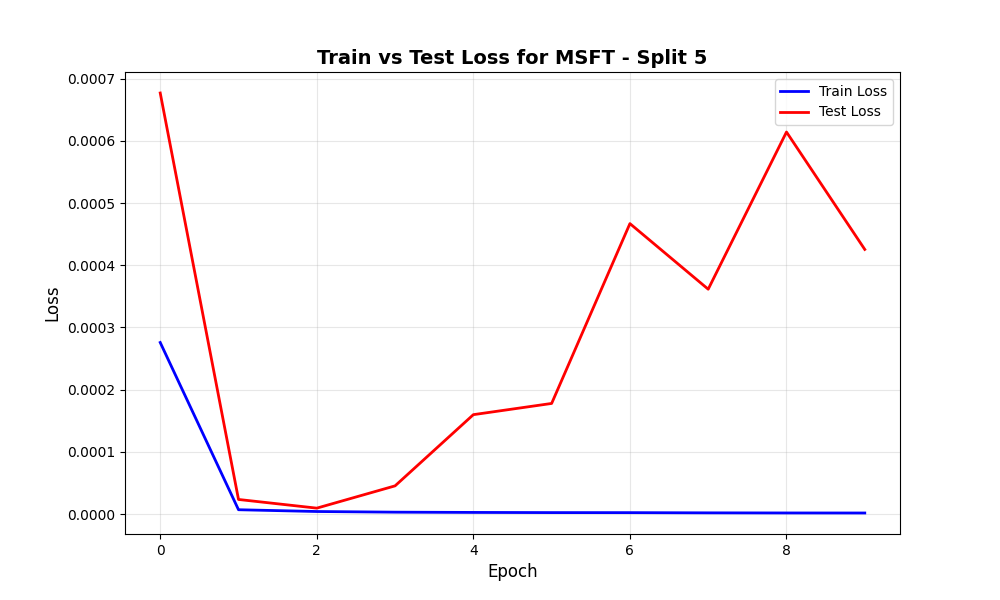 Train vs Test Loss for MSFT - Split 5
Train Loss
Test Loss
0.0007
0.0006
0.0005
0.0004
0.0003
0.0002
0.0001
0.0000
Loss
0 2 4 6 8
Epoch